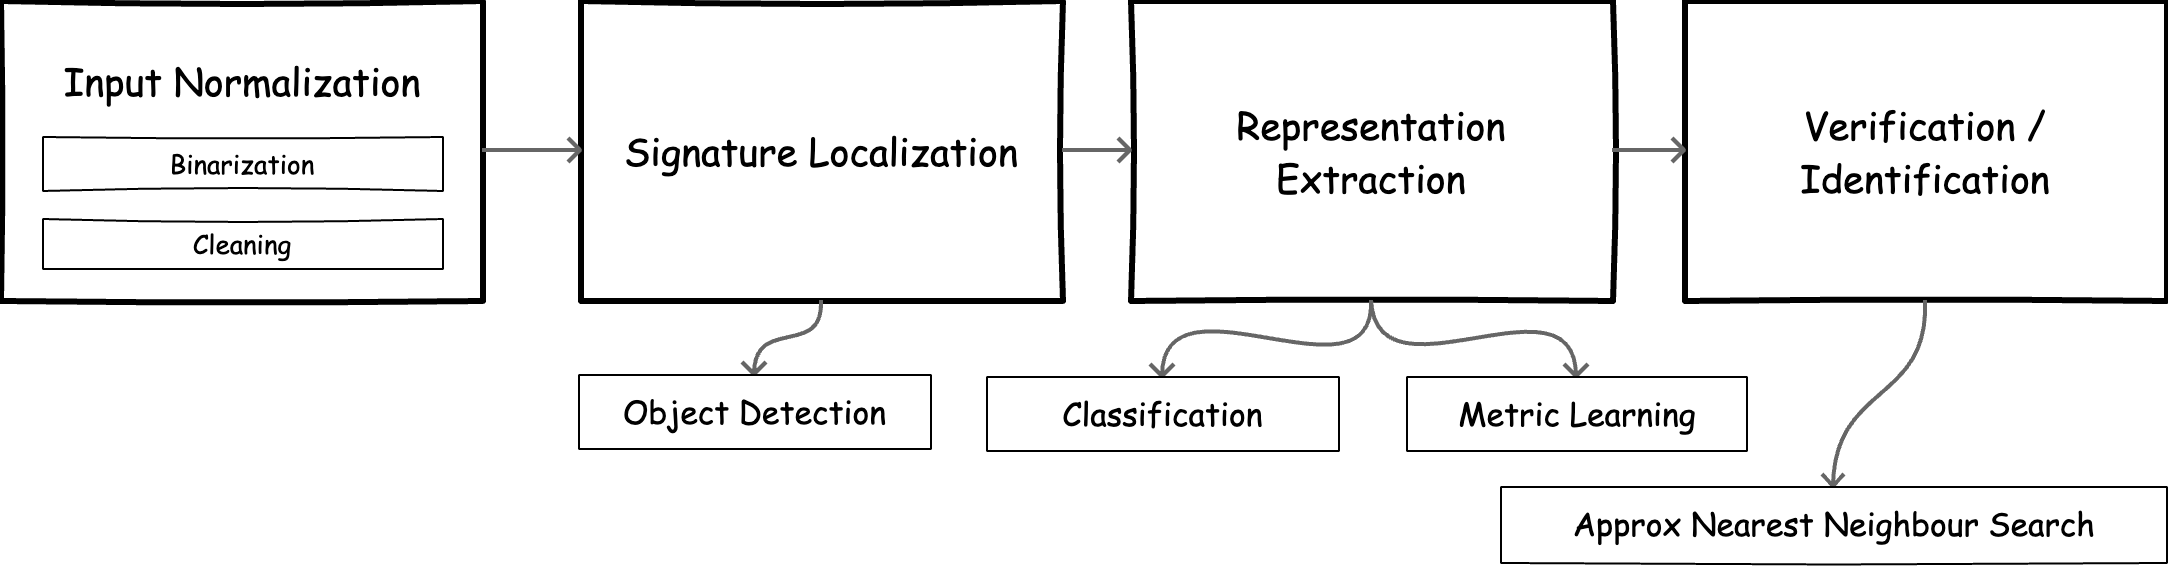 Input Normalization
Binarization
Cleaning
Signature Localization
Representation
Extraction
Verification /
Identification
Object Detection
Classification
Metric Learning
Approx Nearest Neighbour Search